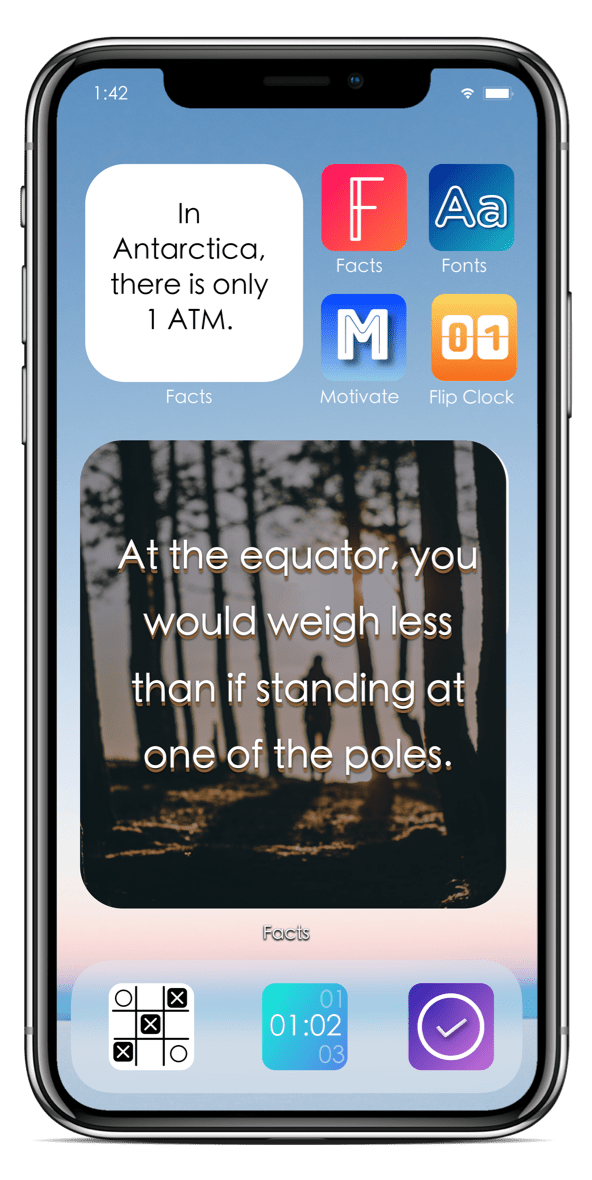 1:42
In
Antarctica,
there is only
1 ATM.
Facts
F
Facts
Aa
Fonts
M
Motivate
01
Flip Clock
At the equator, you
would weigh less
than if standing at
one of the poles.
Facts
01
01:02
03